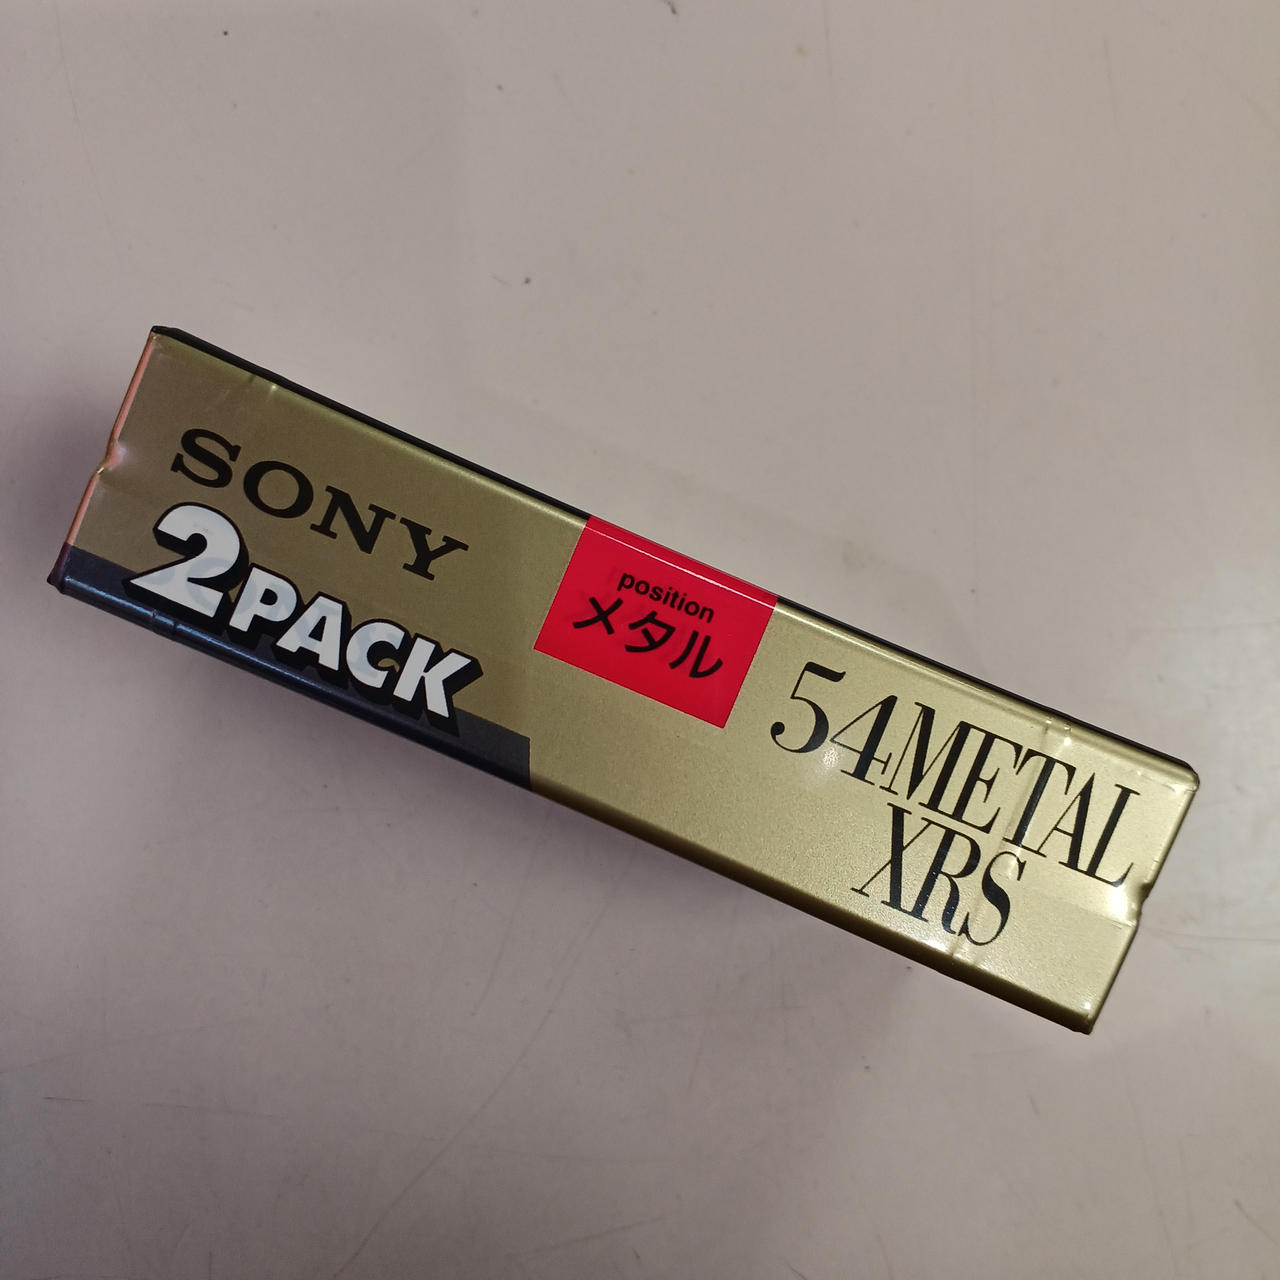 SONY
2PACK
position
メタル
54METAL
XRS